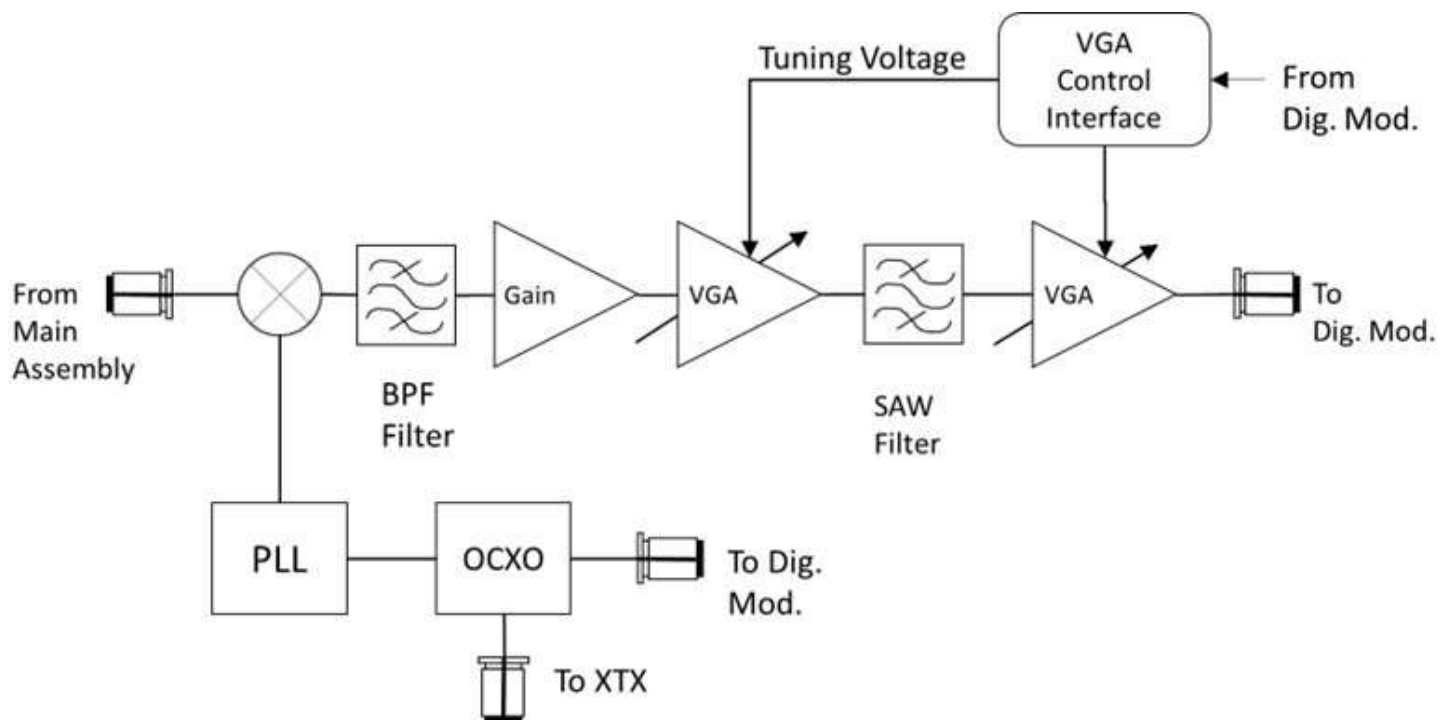 Tuning Voltage
VGA
Control
Interface
From
Dig. Mod.
From
Main
Assembly
Gain
VGA
VGA
To
Dig. Mod.
BPF
Filter
SAW
Filter
PLL
OCXO
To Dig.
Mod.
To XTX